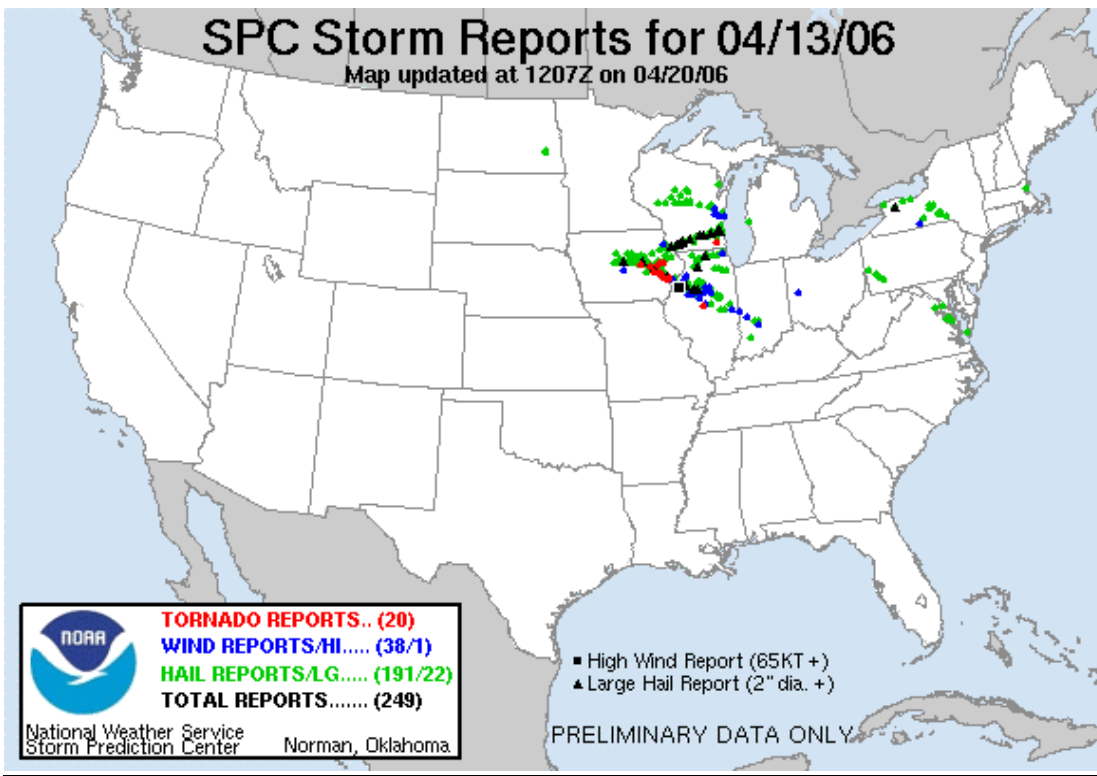 SPC Storm Reports for 04/13/06
Map updated at 1207Z on 04/20/06
NOAA
TORNADO REPORTS.. (20)
WIND REPORTS/HI..... (38/1)
HAIL REPORTS/LG..... (191/22)
TOTAL REPORTS....... (249)
National Weather Service
Storm Prediction Center
Norman, Oklahoma
High Wind Report (65KT +)
Large Hail Report (2" dia. +)
PRELIMINARY DATA ONLY